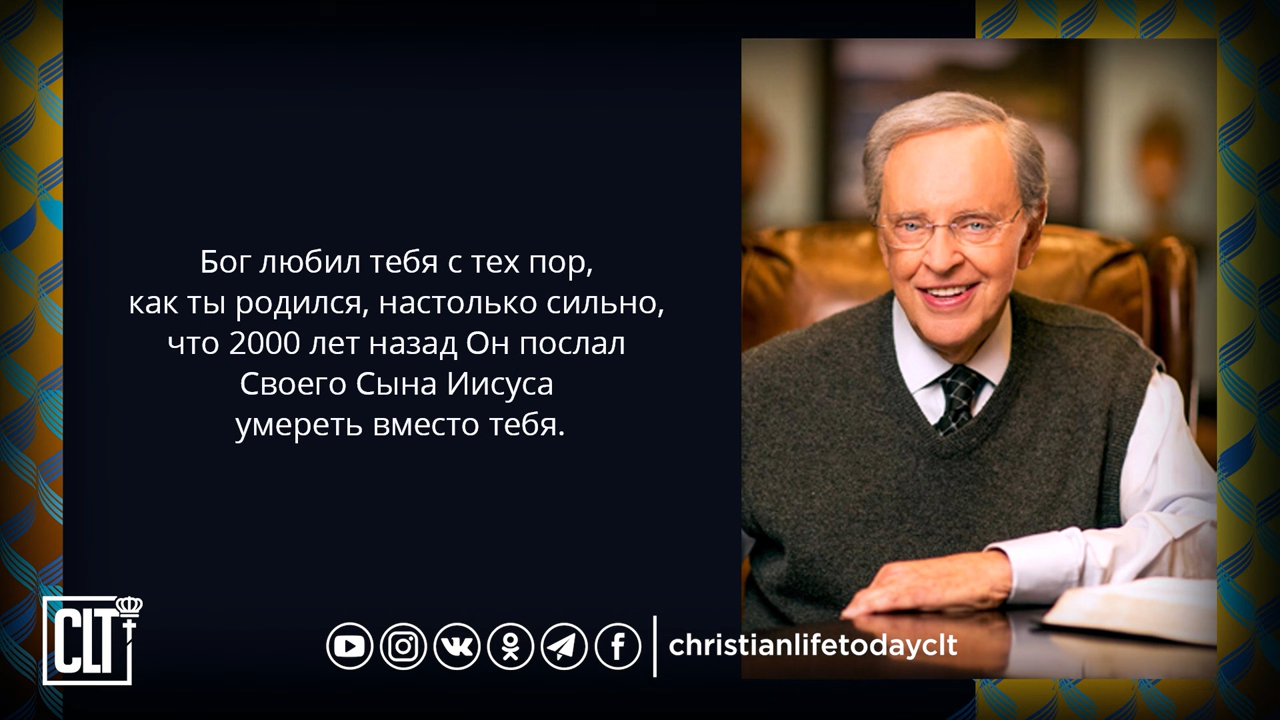 Бог любил тебя с тех пор,
как ты родился, настолько сильно,
что 2000 лет назад Он послал
Своего Сына Иисуса
умереть вместо тебя.
CLT
christianlifetodayclt